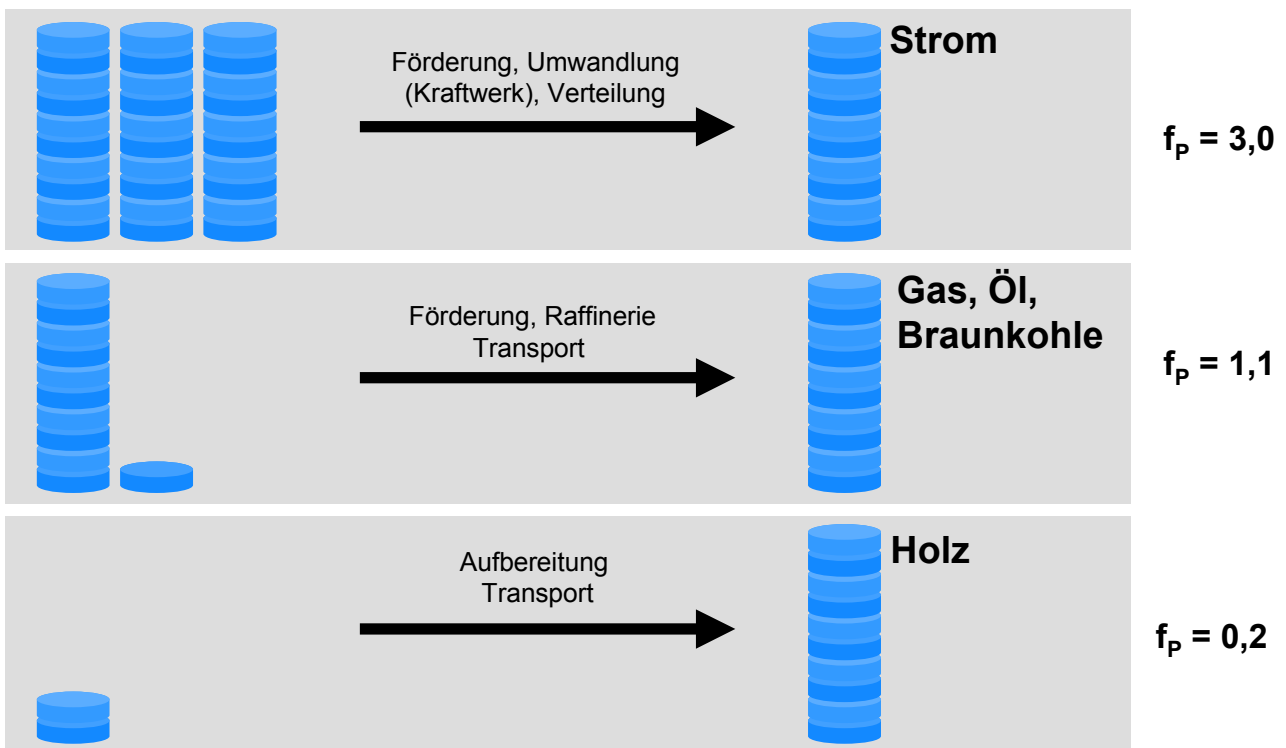 Strom
Förderung, Umwandlung
(Kraftwerk), Verteilung
f_P = 3,0
Gas, Öl,
Braunkohle
Förderung, Raffinerie
Transport
f_P = 1,1
Holz
Aufbereitung
Transport
f_P = 0,2